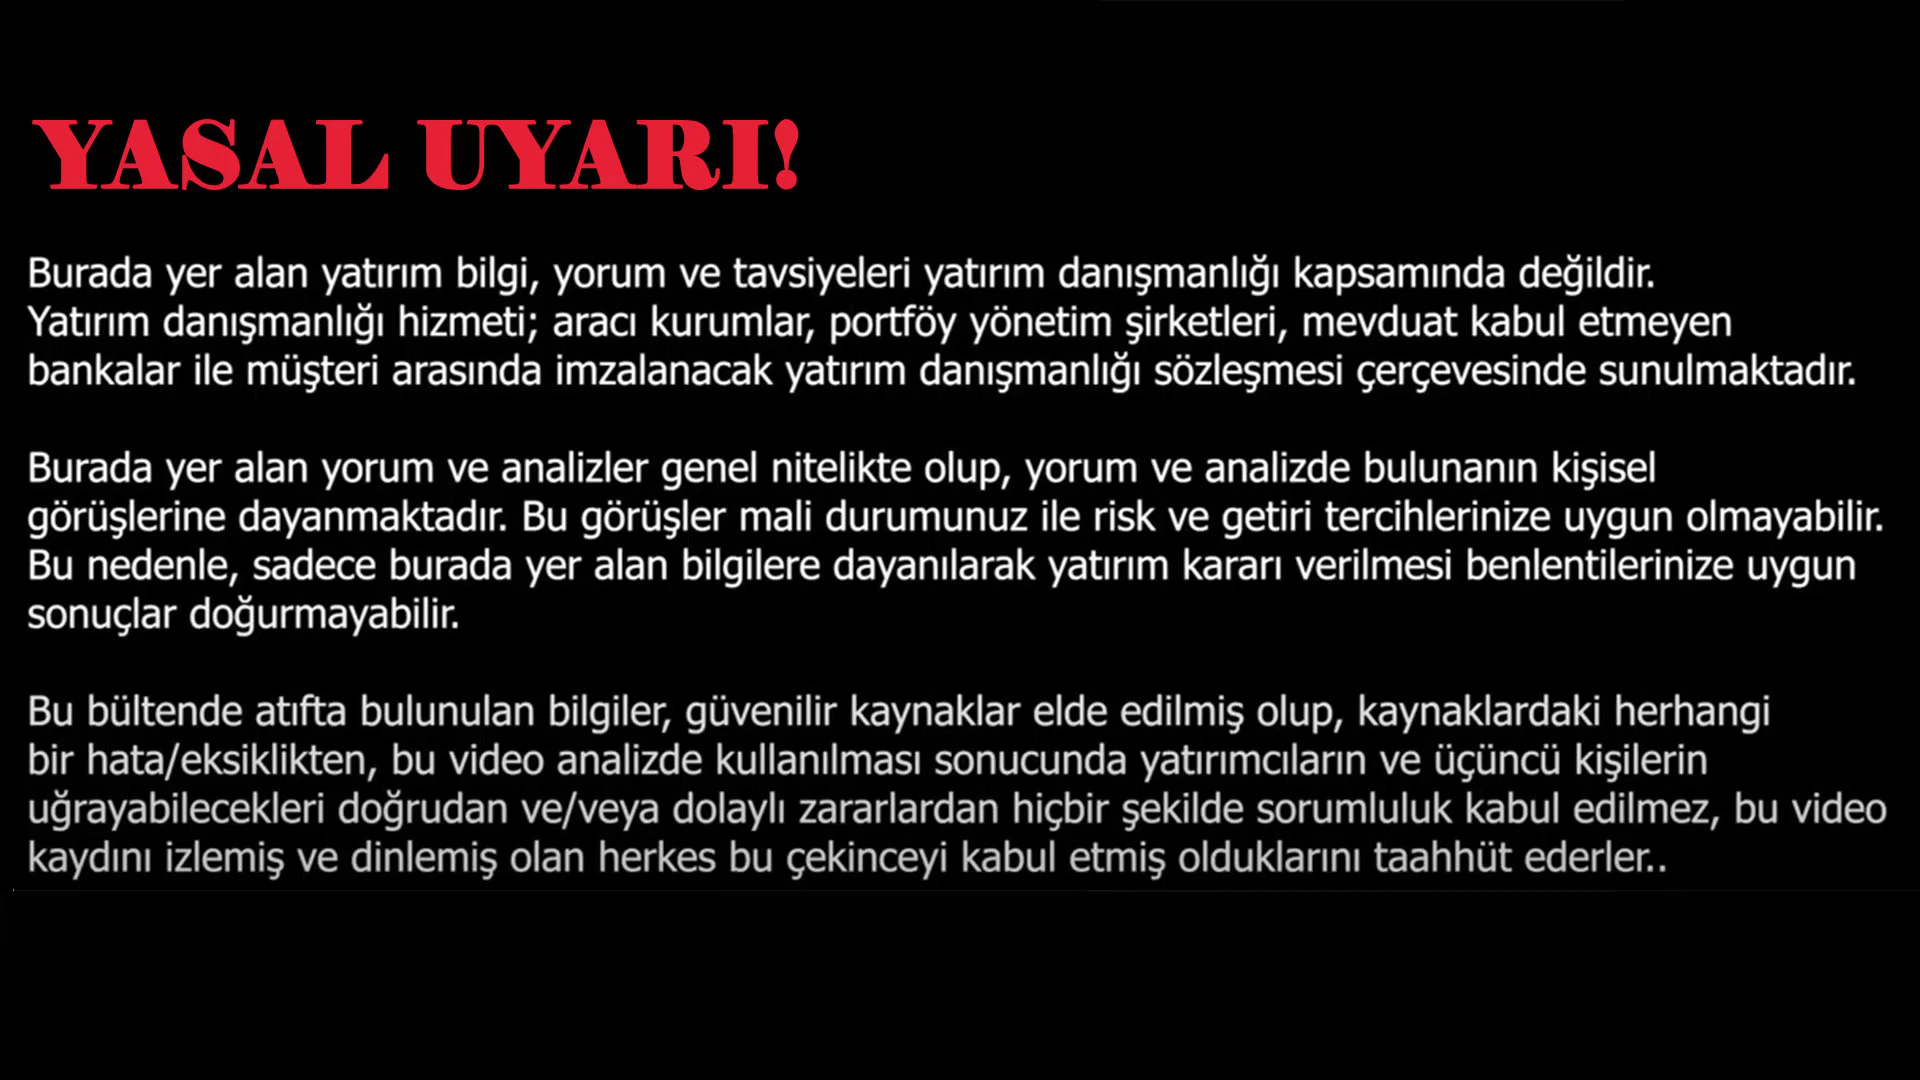 YASAL UYARI!
Burada yer alan yatırım bilgi, yorum ve tavsiyeleri yatırım danışmanlığı kapsamında değildir.
Yatırım danışmanlığı hizmeti; aracı kurumlar, portföy yönetim şirketleri, mevduat kabul etmeyen
bankalar ile müşteri arasında imzalanacak yatırım danışmanlığı sözleşmesi çerçevesinde sunulmaktadır.
Burada yer alan yorum ve analizler genel nitelikte olup, yorum ve analizde bulunanın kişisel
görüşlerine dayanmaktadır. Bu görüşler mali durumunuz ile risk ve getiri tercihlerinize uygun olmayabilir.
Bu nedenle, sadece burada yer alan bilgilere dayanılarak yatırım kararı verilmesi benlentilerinize uygun
sonuçlar doğurmayabilir.
Bu bültende atıfta bulunulan bilgiler, güvenilir kaynaklar elde edilmiş olup, kaynaklardaki herhangi
bir hata/eksiklikten, bu video analizde kullanılması sonucunda yatırımcıların ve üçüncü kişilerin
uğrayabilecekleri doğrudan ve/veya dolaylı zararlardan hiçbir şekilde sorumluluk kabul edilmez, bu video
kaydını izlemiş ve dinlemiş olan herkes bu çekinceyi kabul etmiş olduklarını taahhüt ederler..